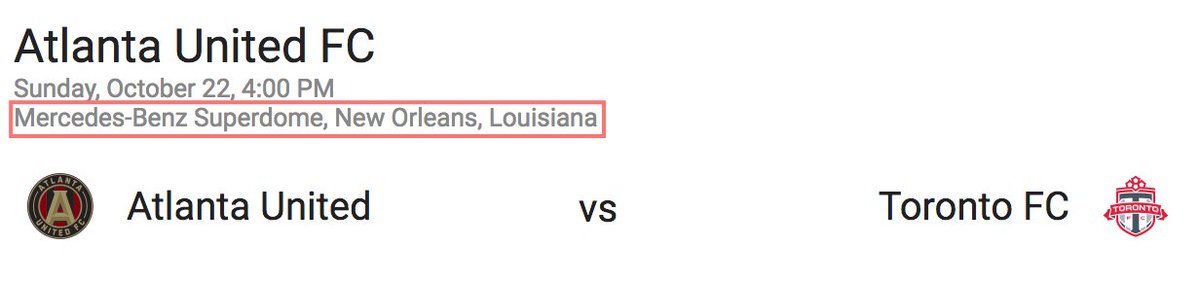 Atlanta United FC
Sunday, October 22, 4:00 PM
Mercedes-Benz Superdome, New Orleans, Louisiana
ATLANTA
A
UNITED FC
Atlanta United vs Toronto FC
T
TORONTO
F C